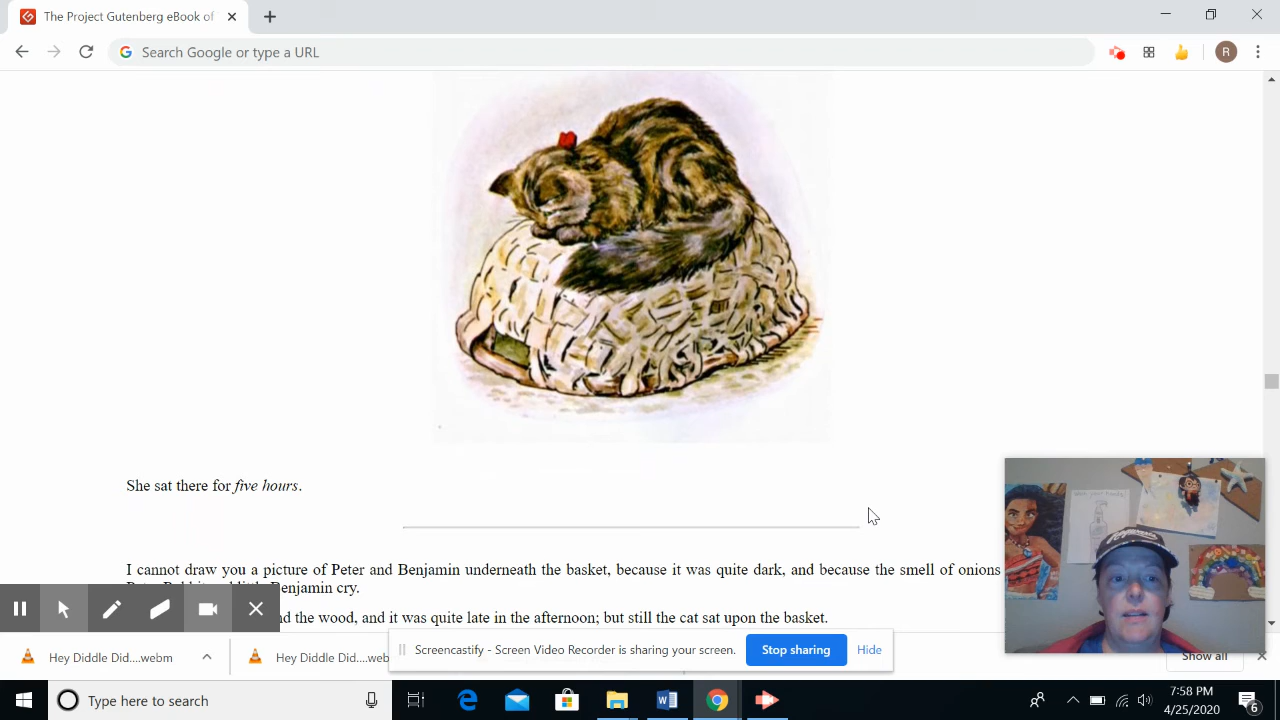 The Project Gutenberg eBook of
Search Google or type a URL
R
She sat there for five hours.
I cannot draw you a picture of Peter and Benjamin underneath the basket, because it was quite dark, and because the smell of onions
enjamin cry.
nd the wood, and it was quite late in the afternoon; but still the cat sat upon the basket.
Hey Diddle Did....webm
Hey Diddle Did....web
Screencastify - Screen Video Recorder is sharing your screen.
Stop sharing
Hide
Show all
Type here to search
7:58 PM
4/25/2020
6